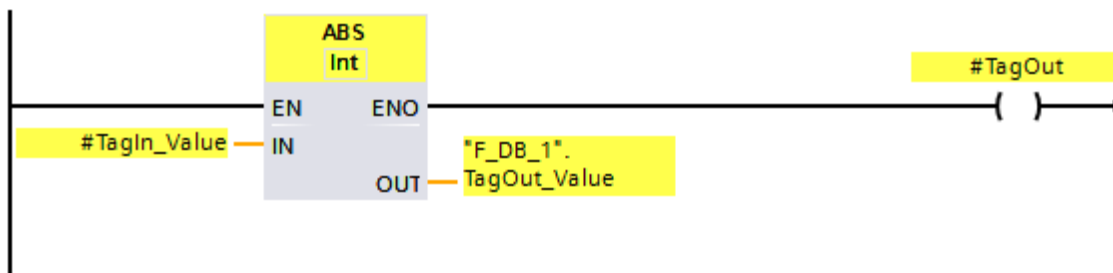 ABS
Int
#TagOut
EN ENO
#TagIn_Value IN
"F_DB_1".
OUT TagOut_Value